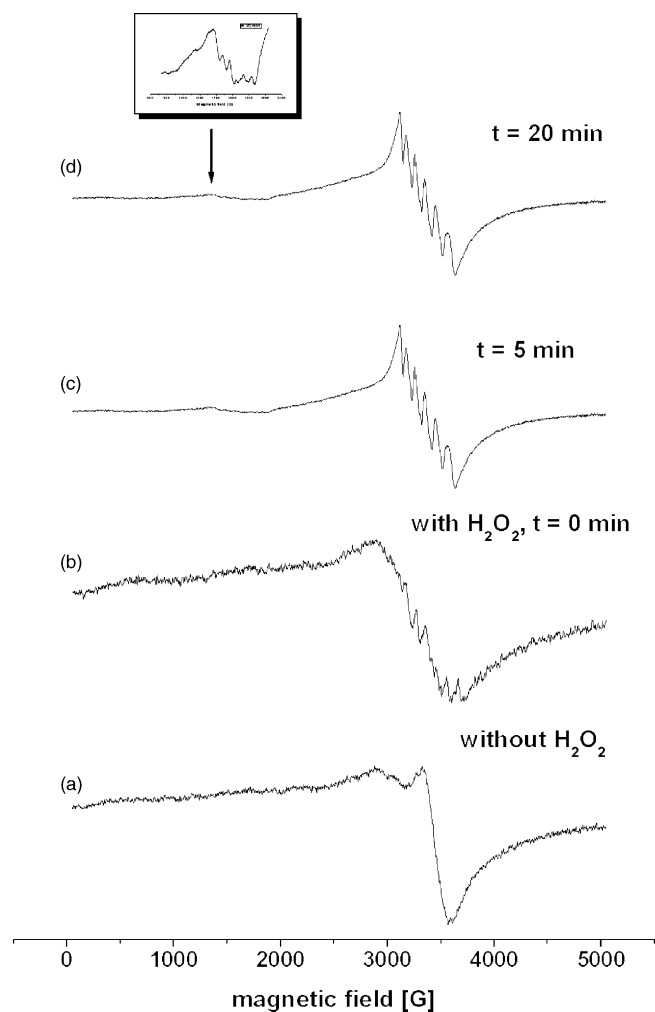 t = 20 min
(d)
t = 5 min
(c)
with H₂O₂, t = 0 min
(b)
without H₂O₂
(a)
0 1000 2000 3000 4000 5000
magnetic field [G]